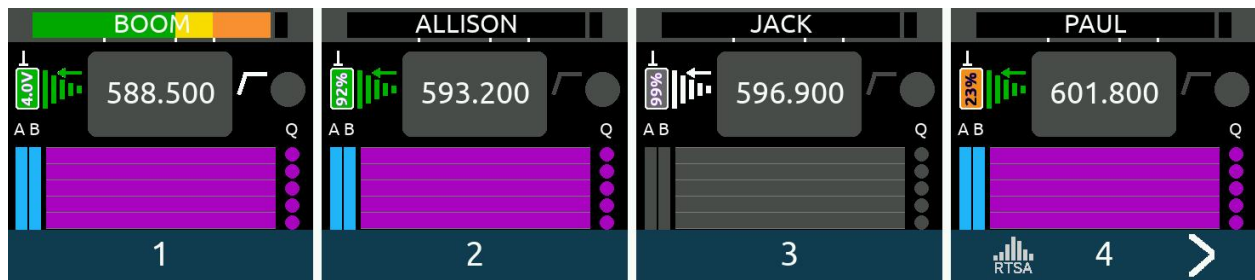 BOOM
4.0V
588.500
A B
Q
1
ALLISON
92%
593.200
A B
Q
2
JACK
99%
596.900
A B
Q
3
PAUL
23%
601.800
A B
Q
RTSA
4